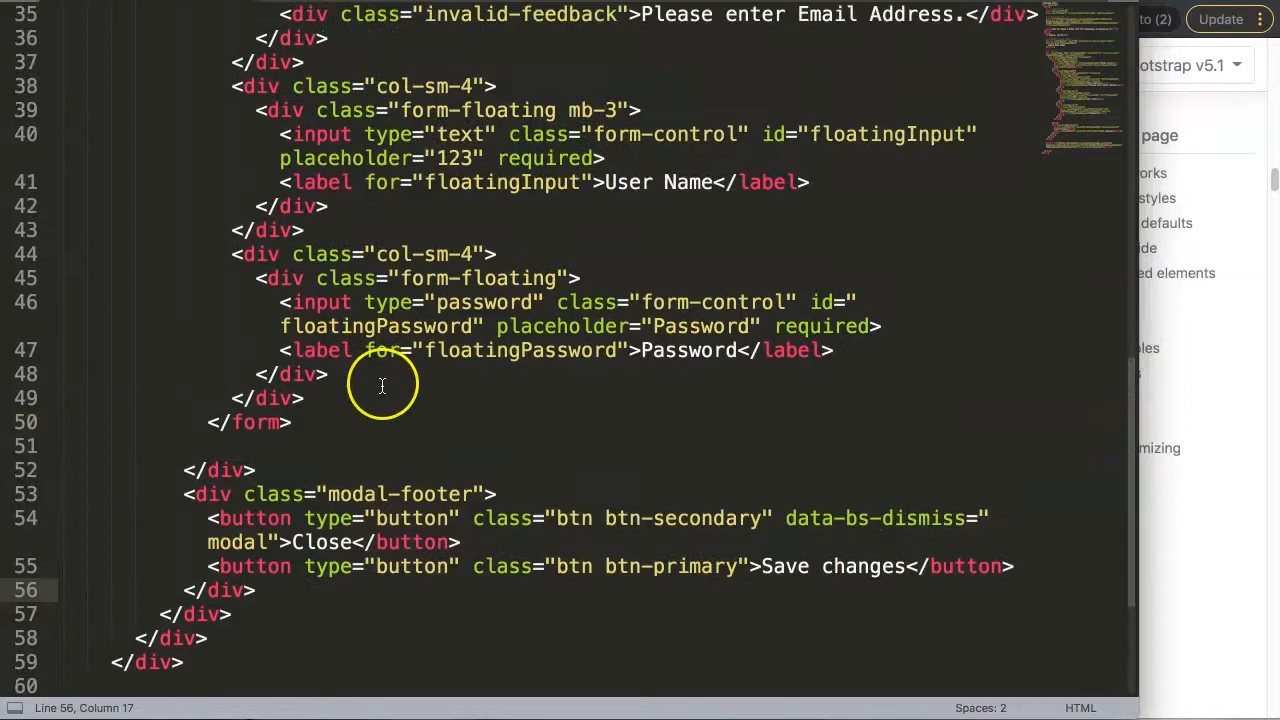 35 <div class="invalid-feedback">Please enter Email Address.</div>
36 </div>
37 </div>
38 <div class="col-sm-4">
39 <div class="form-floating mb-3">
40 <input type="text" class="form-control" id="floatingInput"
placeholder="123" required>
41 <label for="floatingInput">User Name</label>
42 </div>
43 </div>
44 <div class="col-sm-4">
45 <div class="form-floating">
46 <input type="password" class="form-control" id="
floatingPassword" placeholder="Password" required>
47 <label for="floatingPassword">Password</label>
48 </div>
49 </div>
50 </form>
51
52 </div>
53 <div class="modal-footer">
54 <button type="button" class="btn btn-secondary" data-bs-dismiss="
modal">Close</button>
55 <button type="button" class="btn btn-primary">Save changes</button>
56 </div>
57 </div>
58 </div>
59 </div>
60
Line 56, Column 17
Spaces: 2
HTML
to (2)
Update
otstrap v5.1
page
orks
styles
defaults
ide
ed elements
les
mizing